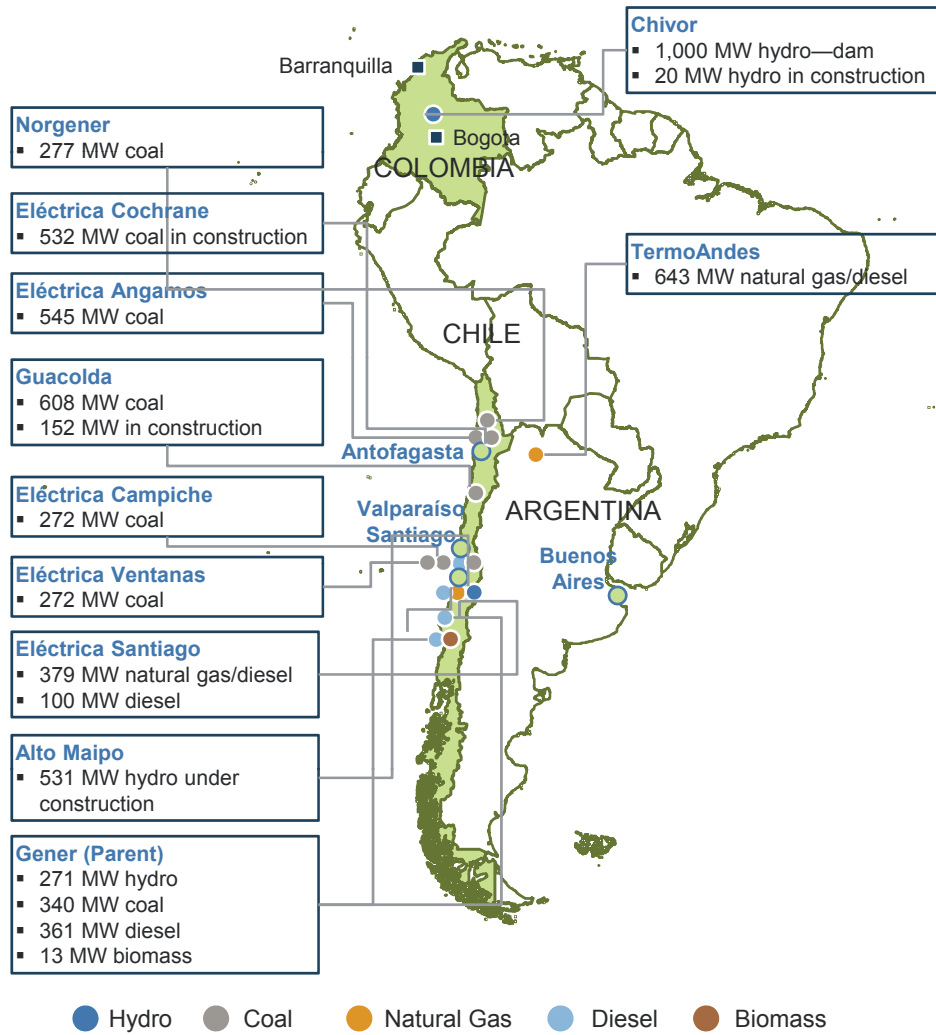 Chivor
▪ 1,000 MW hydro—dam
▪ 20 MW hydro in construction
Barranquilla
Bogota
COLOMBIA
Norgener
▪ 277 MW coal
Eléctrica Cochrane
▪ 532 MW coal in construction
TermoAndes
▪ 643 MW natural gas/diesel
Eléctrica Angamos
▪ 545 MW coal
CHILE
Guacolda
▪ 608 MW coal
▪ 152 MW in construction
Antofagasta
Eléctrica Campiche
▪ 272 MW coal
Valparaíso
Santiago
ARGENTINA
Buenos
Aires
Eléctrica Ventanas
▪ 272 MW coal
Eléctrica Santiago
▪ 379 MW natural gas/diesel
▪ 100 MW diesel
Alto Maipo
▪ 531 MW hydro under
construction
Gener (Parent)
▪ 271 MW hydro
▪ 340 MW coal
▪ 361 MW diesel
▪ 13 MW biomass
Hydro Coal Natural Gas Diesel Biomass